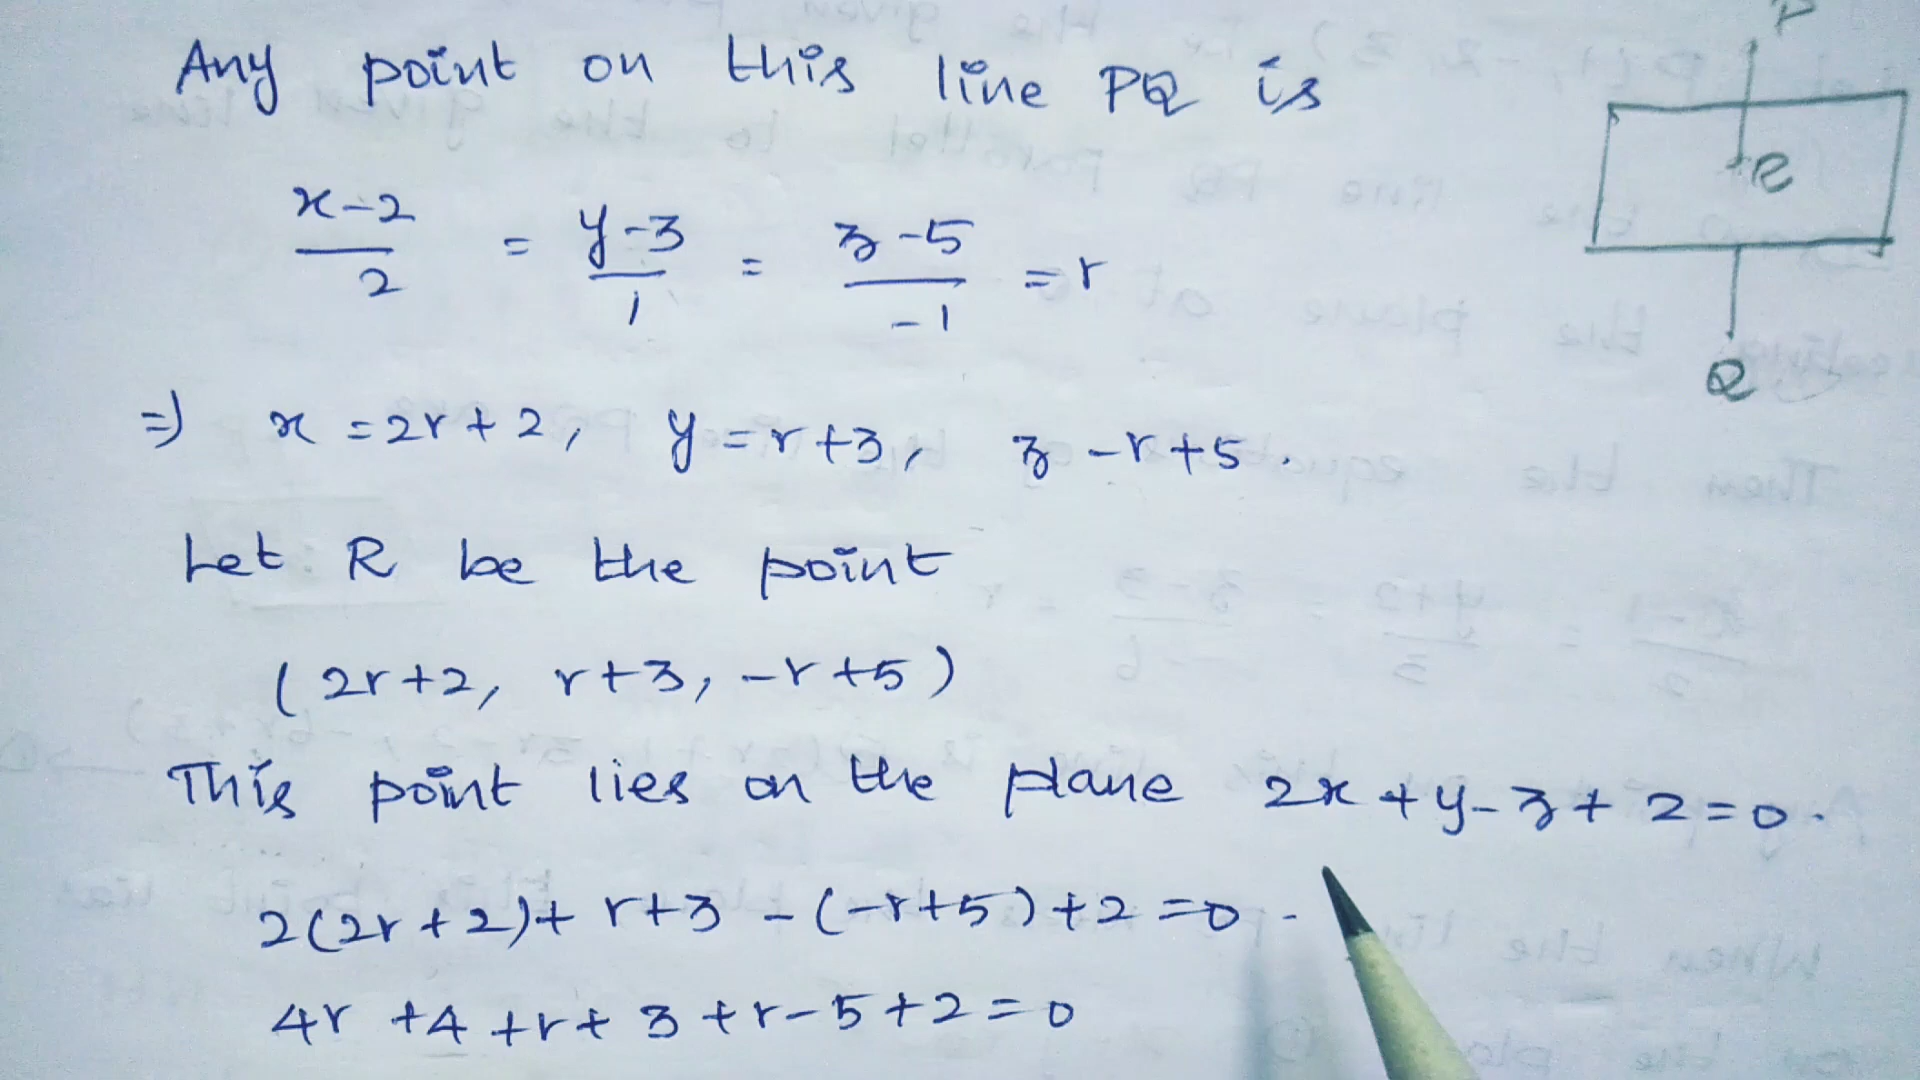 Any point on this line PQ is
x-2/2 = y-3/1 = z-5/-1 = r
=) x = 2r+2, y = r+3, z -r+5.
Let R be the point
(2r+2, r+3, -r+5)
This point lies on the plane 2x+y-z+2=0.
2(2r+2)+r+3-(-r+5)+2=0-
4r+4+r+3+r-5+2=0
R
Q